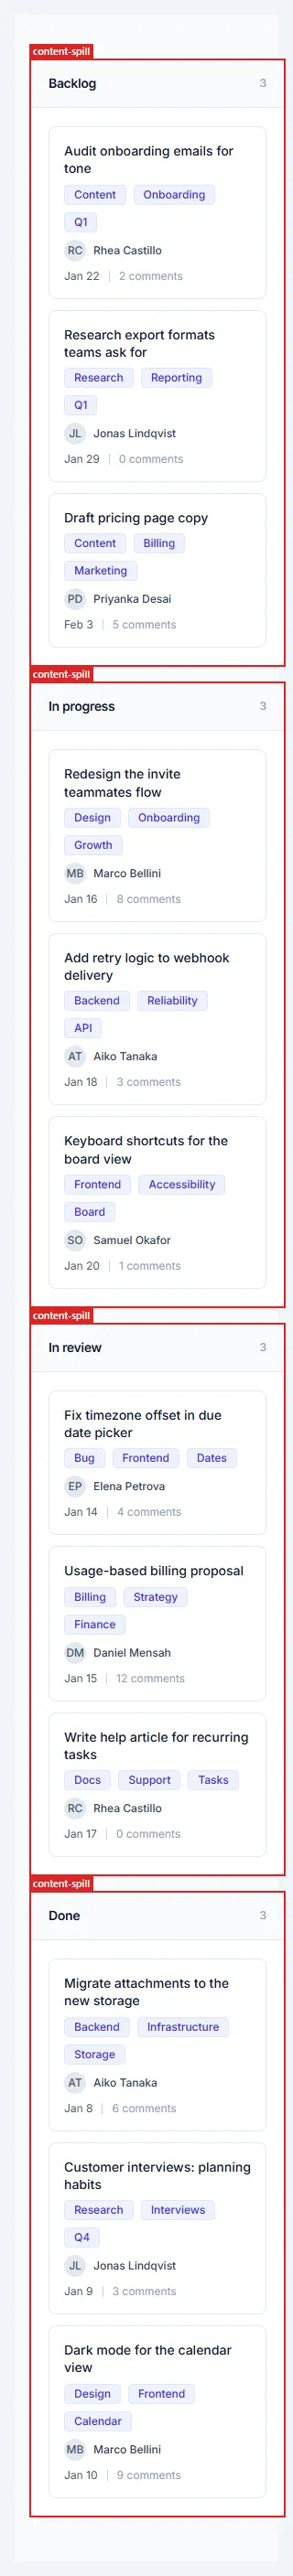 content-spill
Backlog 3
Audit onboarding emails for
tone
Content Onboarding
Q1
RC Rhea Castillo
Jan 22 2 comments
Research export formats
teams ask for
Research Reporting
Q1
JL Jonas Lindqvist
Jan 29 0 comments
Draft pricing page copy
Content Billing
Marketing
PD Priyanka Desai
Feb 3 5 comments
content-spill
In progress 3
Redesign the invite
teammates flow
Design Onboarding
Growth
MB Marco Bellini
Jan 16 8 comments
Add retry logic to webhook
delivery
Backend Reliability
API
AT Aiko Tanaka
Jan 18 3 comments
Keyboard shortcuts for the
board view
Frontend Accessibility
Board
SO Samuel Okafor
Jan 20 1 comments
content-spill
In review 3
Fix timezone offset in due
date picker
Bug Frontend Dates
EP Elena Petrova
Jan 14 4 comments
Usage-based billing proposal
Billing Strategy
Finance
DM Daniel Mensah
Jan 15 12 comments
Write help article for recurring
tasks
Docs Support Tasks
RC Rhea Castillo
Jan 17 0 comments
content-spill
Done 3
Migrate attachments to the
new storage
Backend Infrastructure
Storage
AT Aiko Tanaka
Jan 8 6 comments
Customer interviews: planning
habits
Research Interviews
Q4
JL Jonas Lindqvist
Jan 9 3 comments
Dark mode for the calendar
view
Design Frontend
Calendar
MB Marco Bellini
Jan 10 9 comments